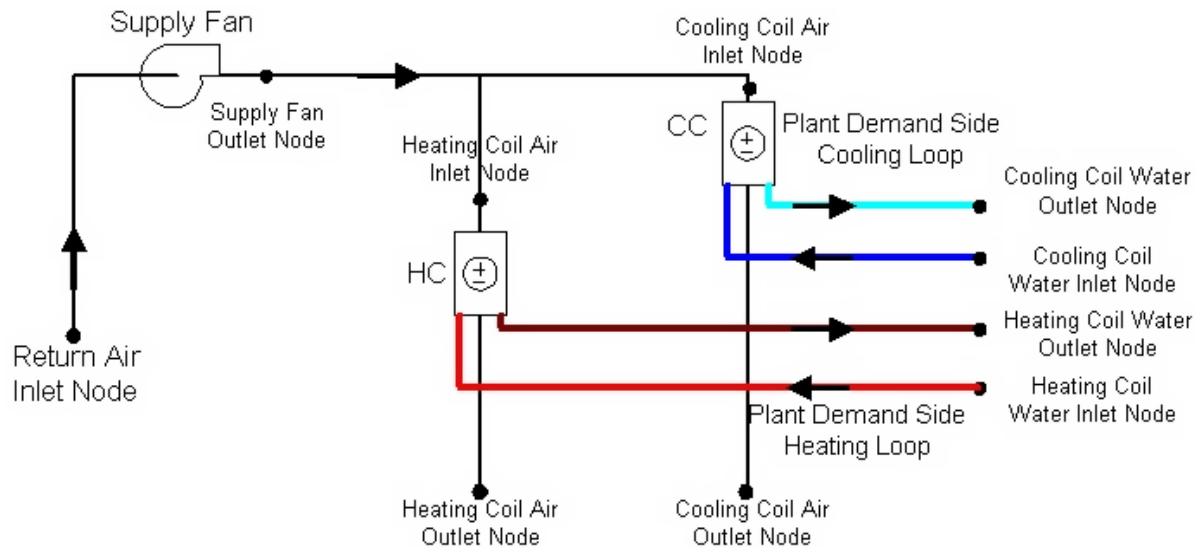 Supply Fan
Supply Fan
Outlet Node
Cooling Coil Air
Inlet Node
Heating Coil Air
Inlet Node
CC
Plant Demand Side
Cooling Loop
Cooling Coil Water
Outlet Node
Cooling Coil
Water Inlet Node
HC
Heating Coil Water
Outlet Node
Return Air
Inlet Node
Heating Coil
Water Inlet Node
Plant Demand Side
Heating Loop
Heating Coil Air
Outlet Node
Cooling Coil Air
Outlet Node